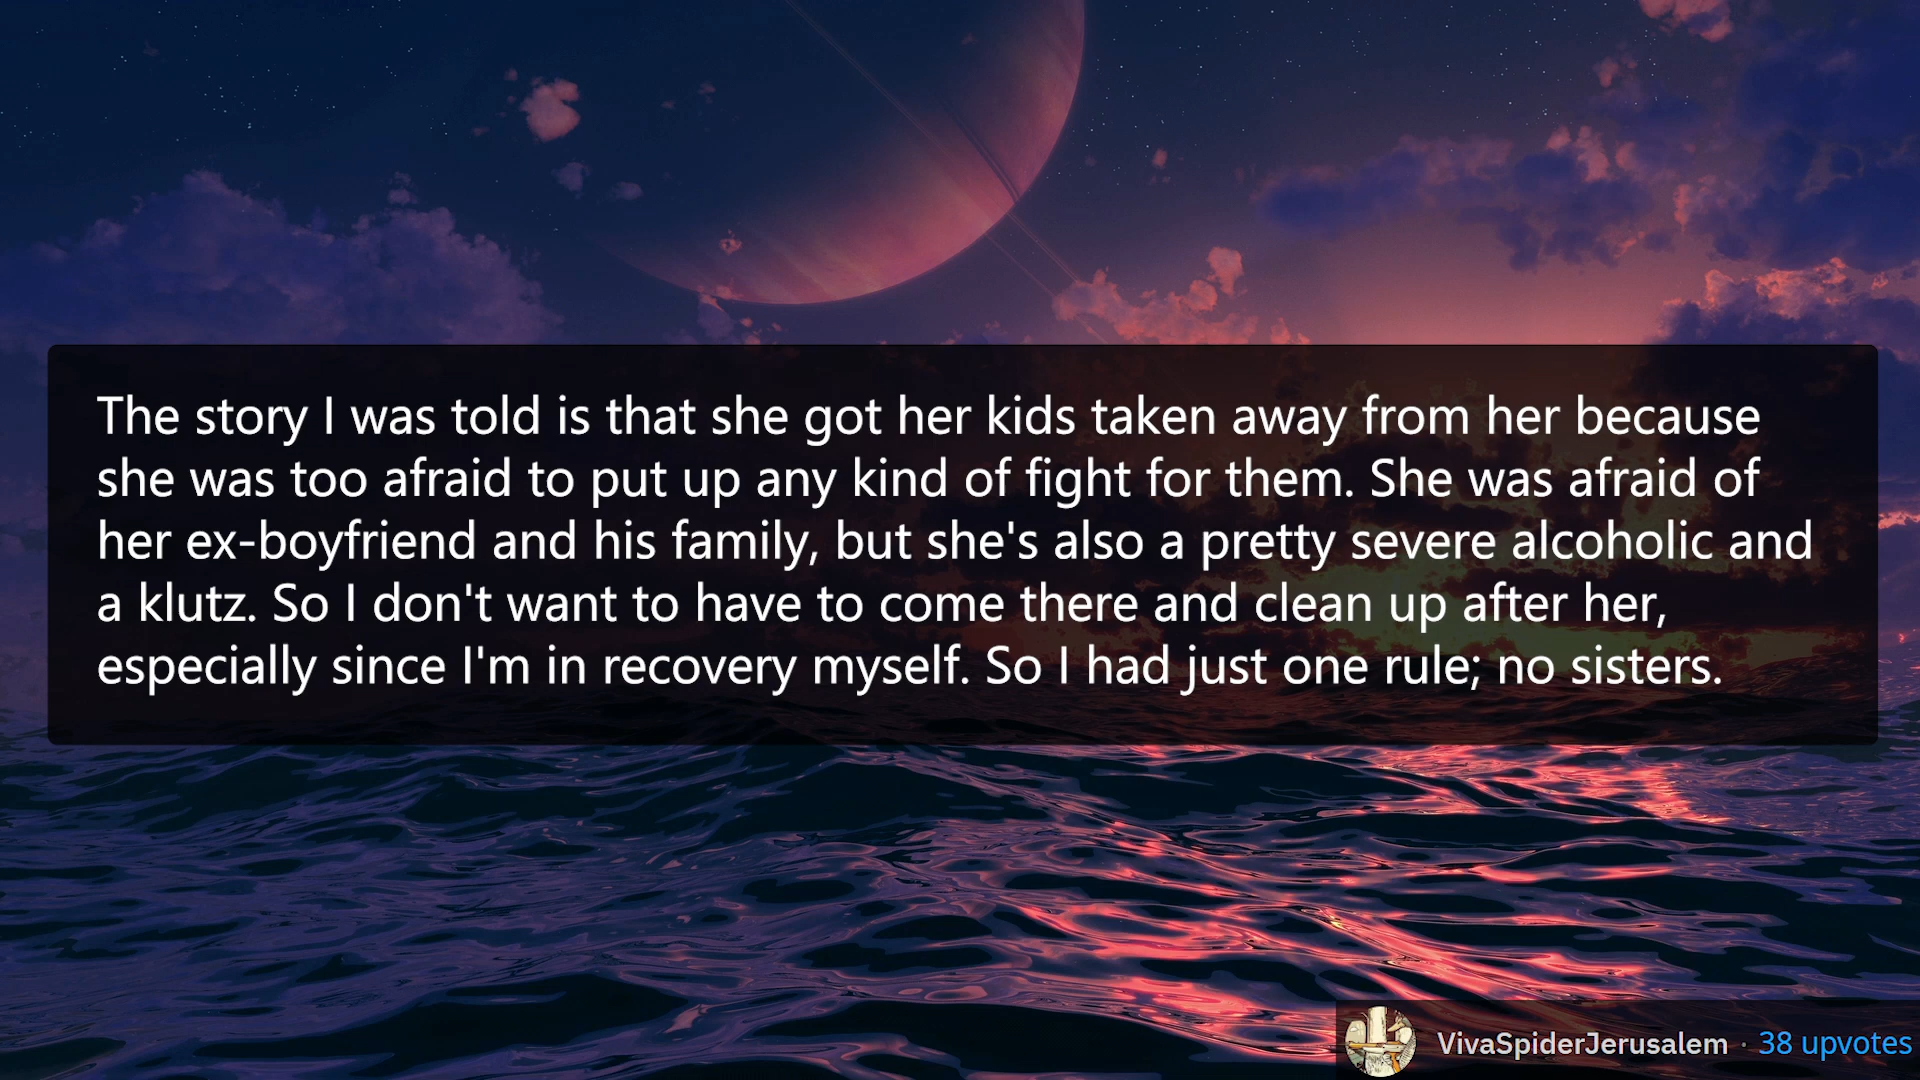 The story I was told is that she got her kids taken away from her because
she was too afraid to put up any kind of fight for them. She was afraid of
her ex-boyfriend and his family, but she's also a pretty severe alcoholic and
a klutz. So I don't want to have to come there and clean up after her,
especially since I'm in recovery myself. So I had just one rule; no sisters.
VivaSpiderJerusalem · 38 upvotes